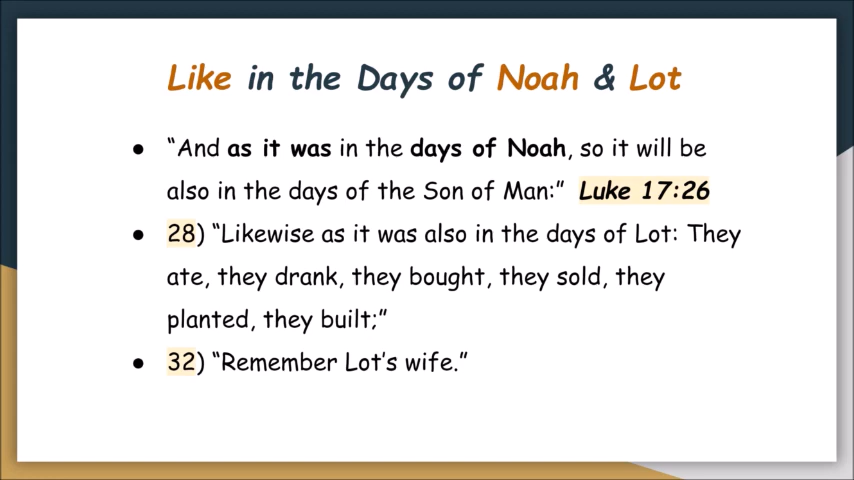 Like in the Days of Noah & Lot
● “And as it was in the days of Noah, so it will be
also in the days of the Son of Man:” Luke 17:26
● 28) “Likewise as it was also in the days of Lot: They
ate, they drank, they bought, they sold, they
planted, they built;”
● 32) “Remember Lot’s wife.”